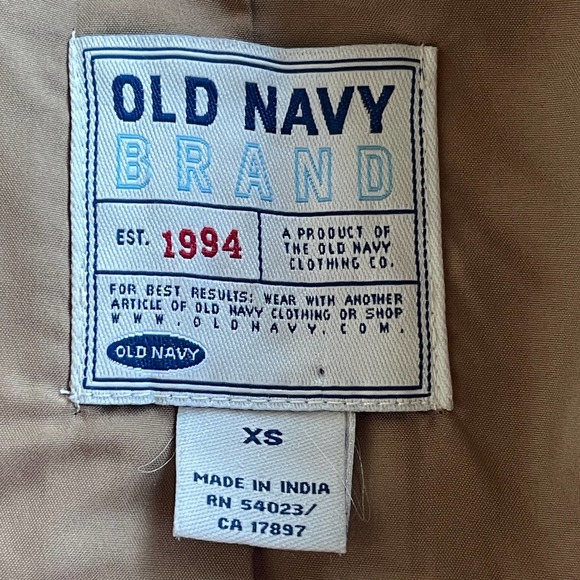 OLD NAVY
BRAND
EST. 1994
A PRODUCT OF
THE OLD NAVY
CLOTHING CO.
FOR BEST RESULTS: WEAR WITH ANOTHER
ARTICLE OF OLD NAVY CLOTHING OR SHOP
WWW.OLDNAVY.COM.
OLD NAVY
XS
MADE IN INDIA
RN 54023/
CA 17897